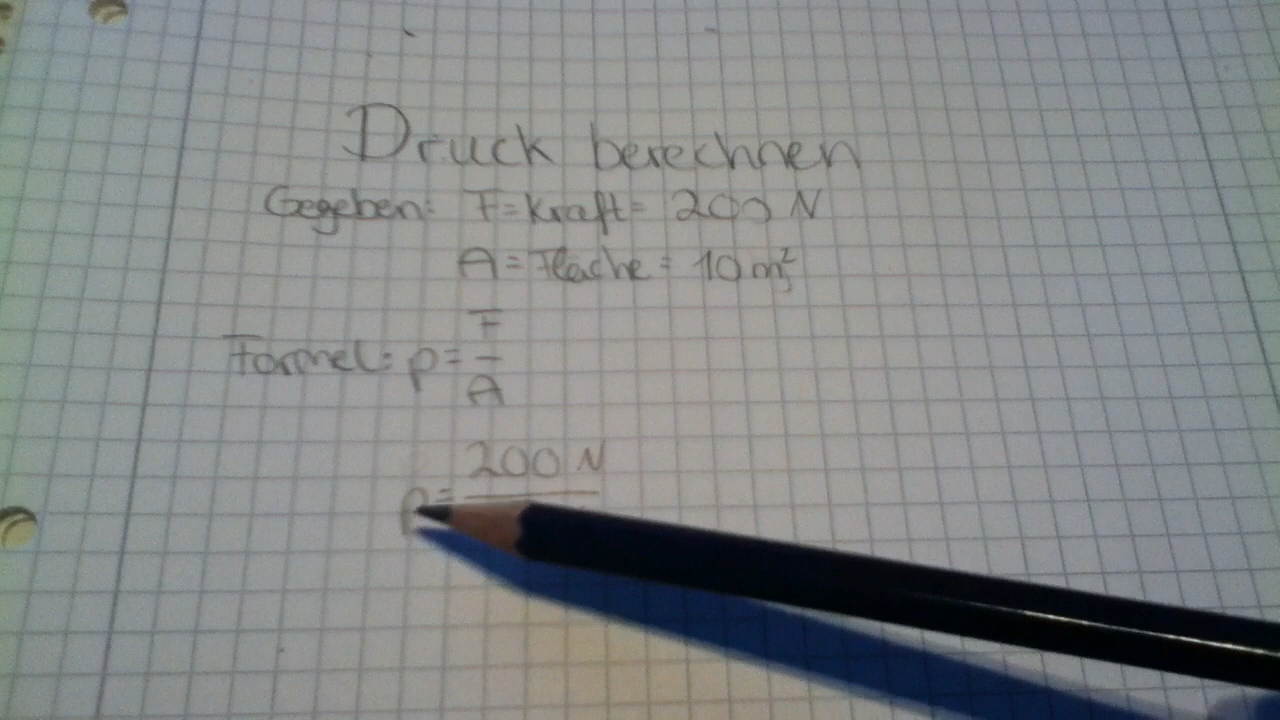 Druck berechnen
Gegeben: F=Kraft= 200 N
A=Fläche= 10 m²
Formel: p= F/A
p= 200 N